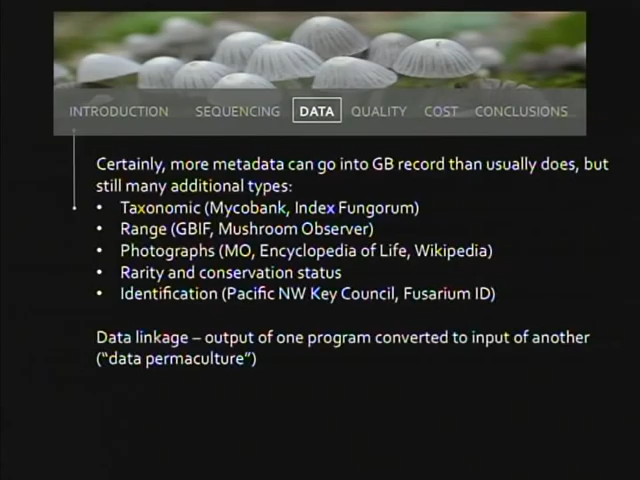 INTRODUCTION SEQUENCING DATA QUALITY COST CONCLUSIONS
Certainly, more metadata can go into GB record than usually does, but
still many additional types:
• Taxonomic (Mycobank, Index Fungorum)
• Range (GBIF, Mushroom Observer)
• Photographs (MO, Encyclopedia of Life, Wikipedia)
• Rarity and conservation status
• Identification (Pacific NW Key Council, Fusarium ID)
Data linkage – output of one program converted to input of another
(“data permaculture”)